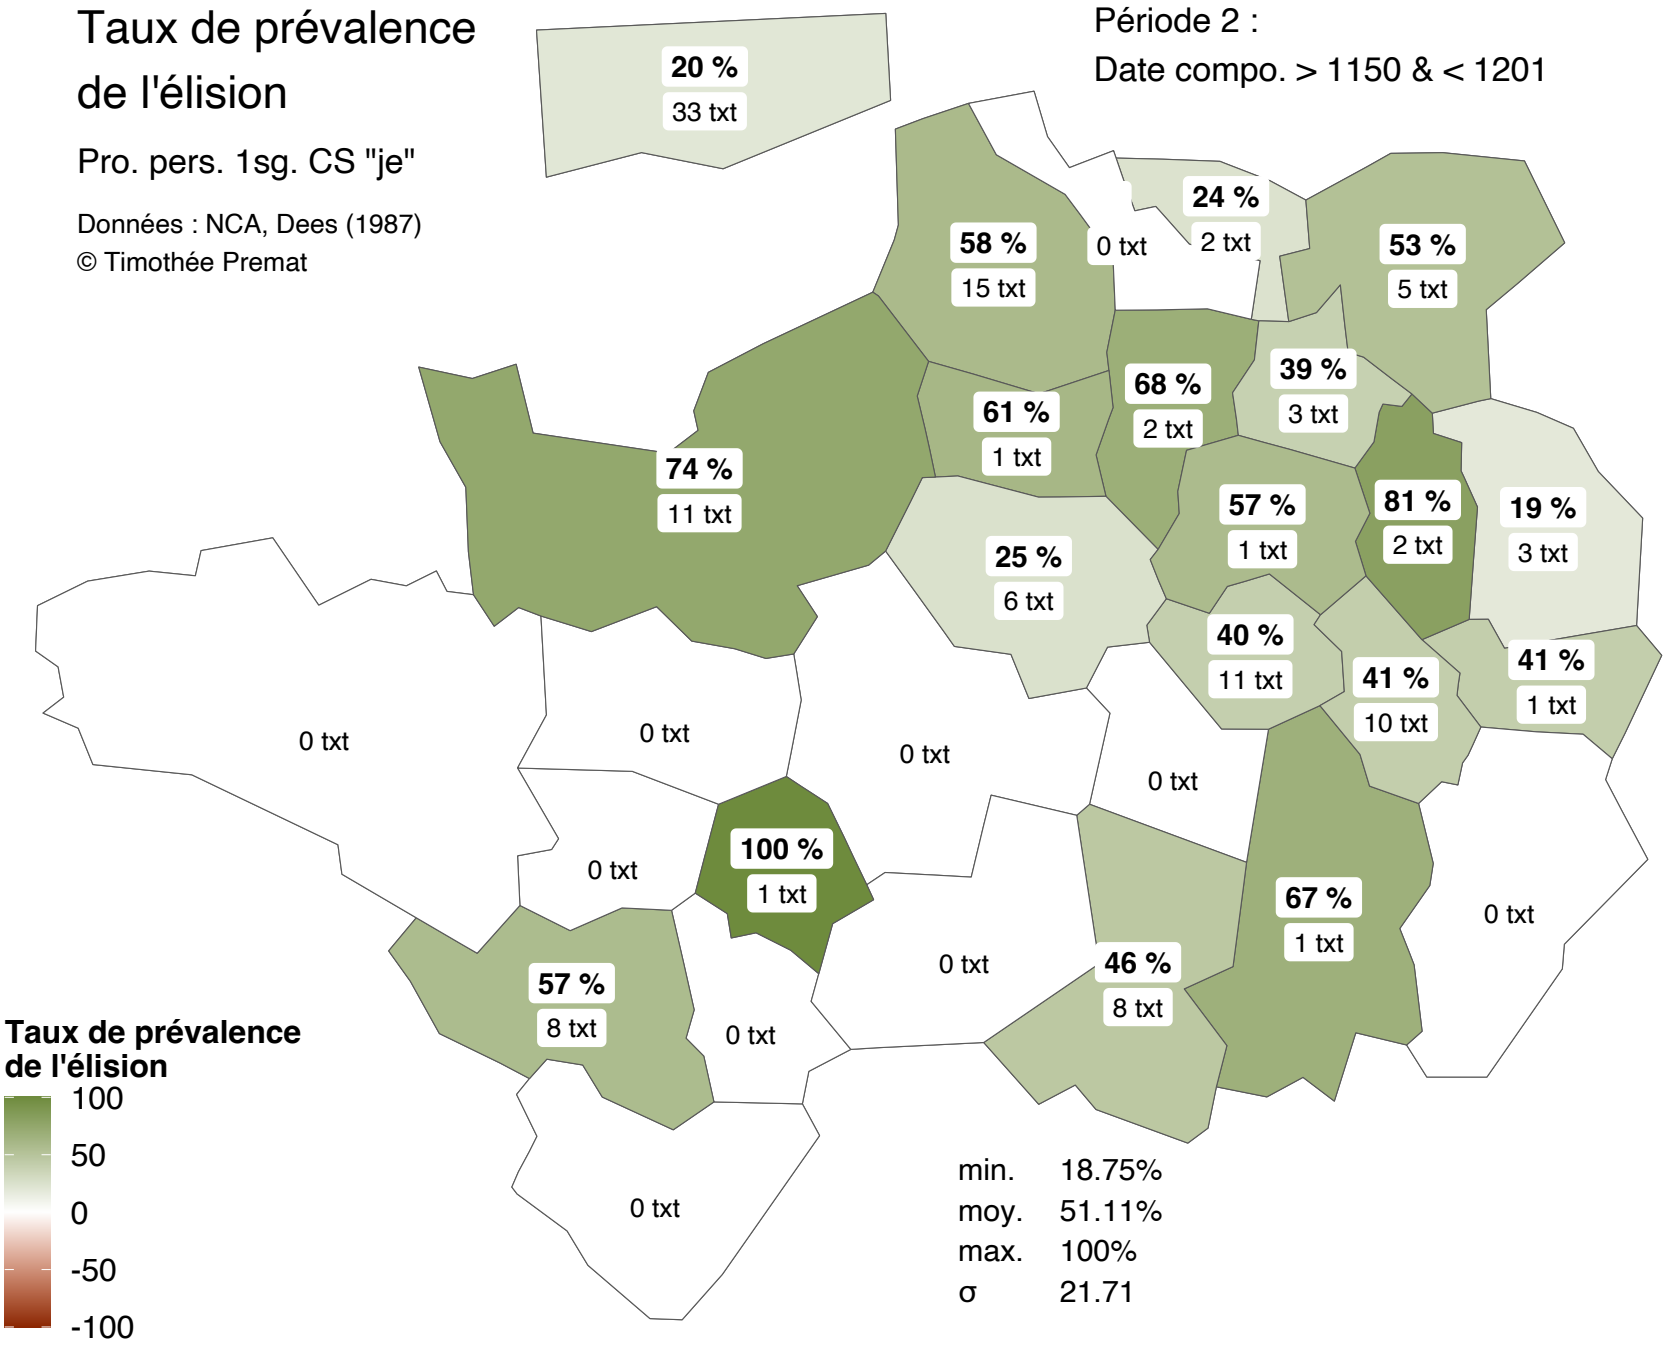 Taux de prévalence
de l'élision
Pro. pers. 1sg. CS "je"
Données : NCA, Dees (1987)
© Timothée Premat
Période 2 :
Date compo. > 1150 & < 1201
20 %
33 txt
24 %
2 txt
58 %
15 txt
0 txt
53 %
5 txt
39 %
3 txt
68 %
2 txt
61 %
1 txt
74 %
11 txt
57 %
1 txt
81 %
2 txt
19 %
3 txt
25 %
6 txt
40 %
11 txt
41 %
10 txt
41 %
1 txt
0 txt
0 txt
0 txt
0 txt
0 txt
100 %
1 txt
67 %
1 txt
0 txt
57 %
8 txt
0 txt
0 txt
46 %
8 txt
0 txt
Taux de prévalence
de l'élision
100
50
0
-50
-100
min. 18.75%
moy. 51.11%
max. 100%
σ 21.71